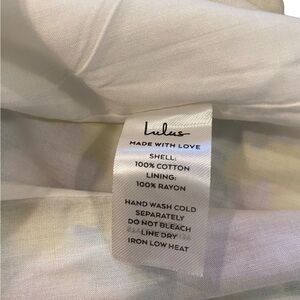 Lulus
MADE WITH LOVE
SHELL:
100% COTTON
LINING:
100% RAYON
HAND WASH COLD
SEPARATELY
DO NOT BLEACH
LINE DRY
IRON LOW HEAT